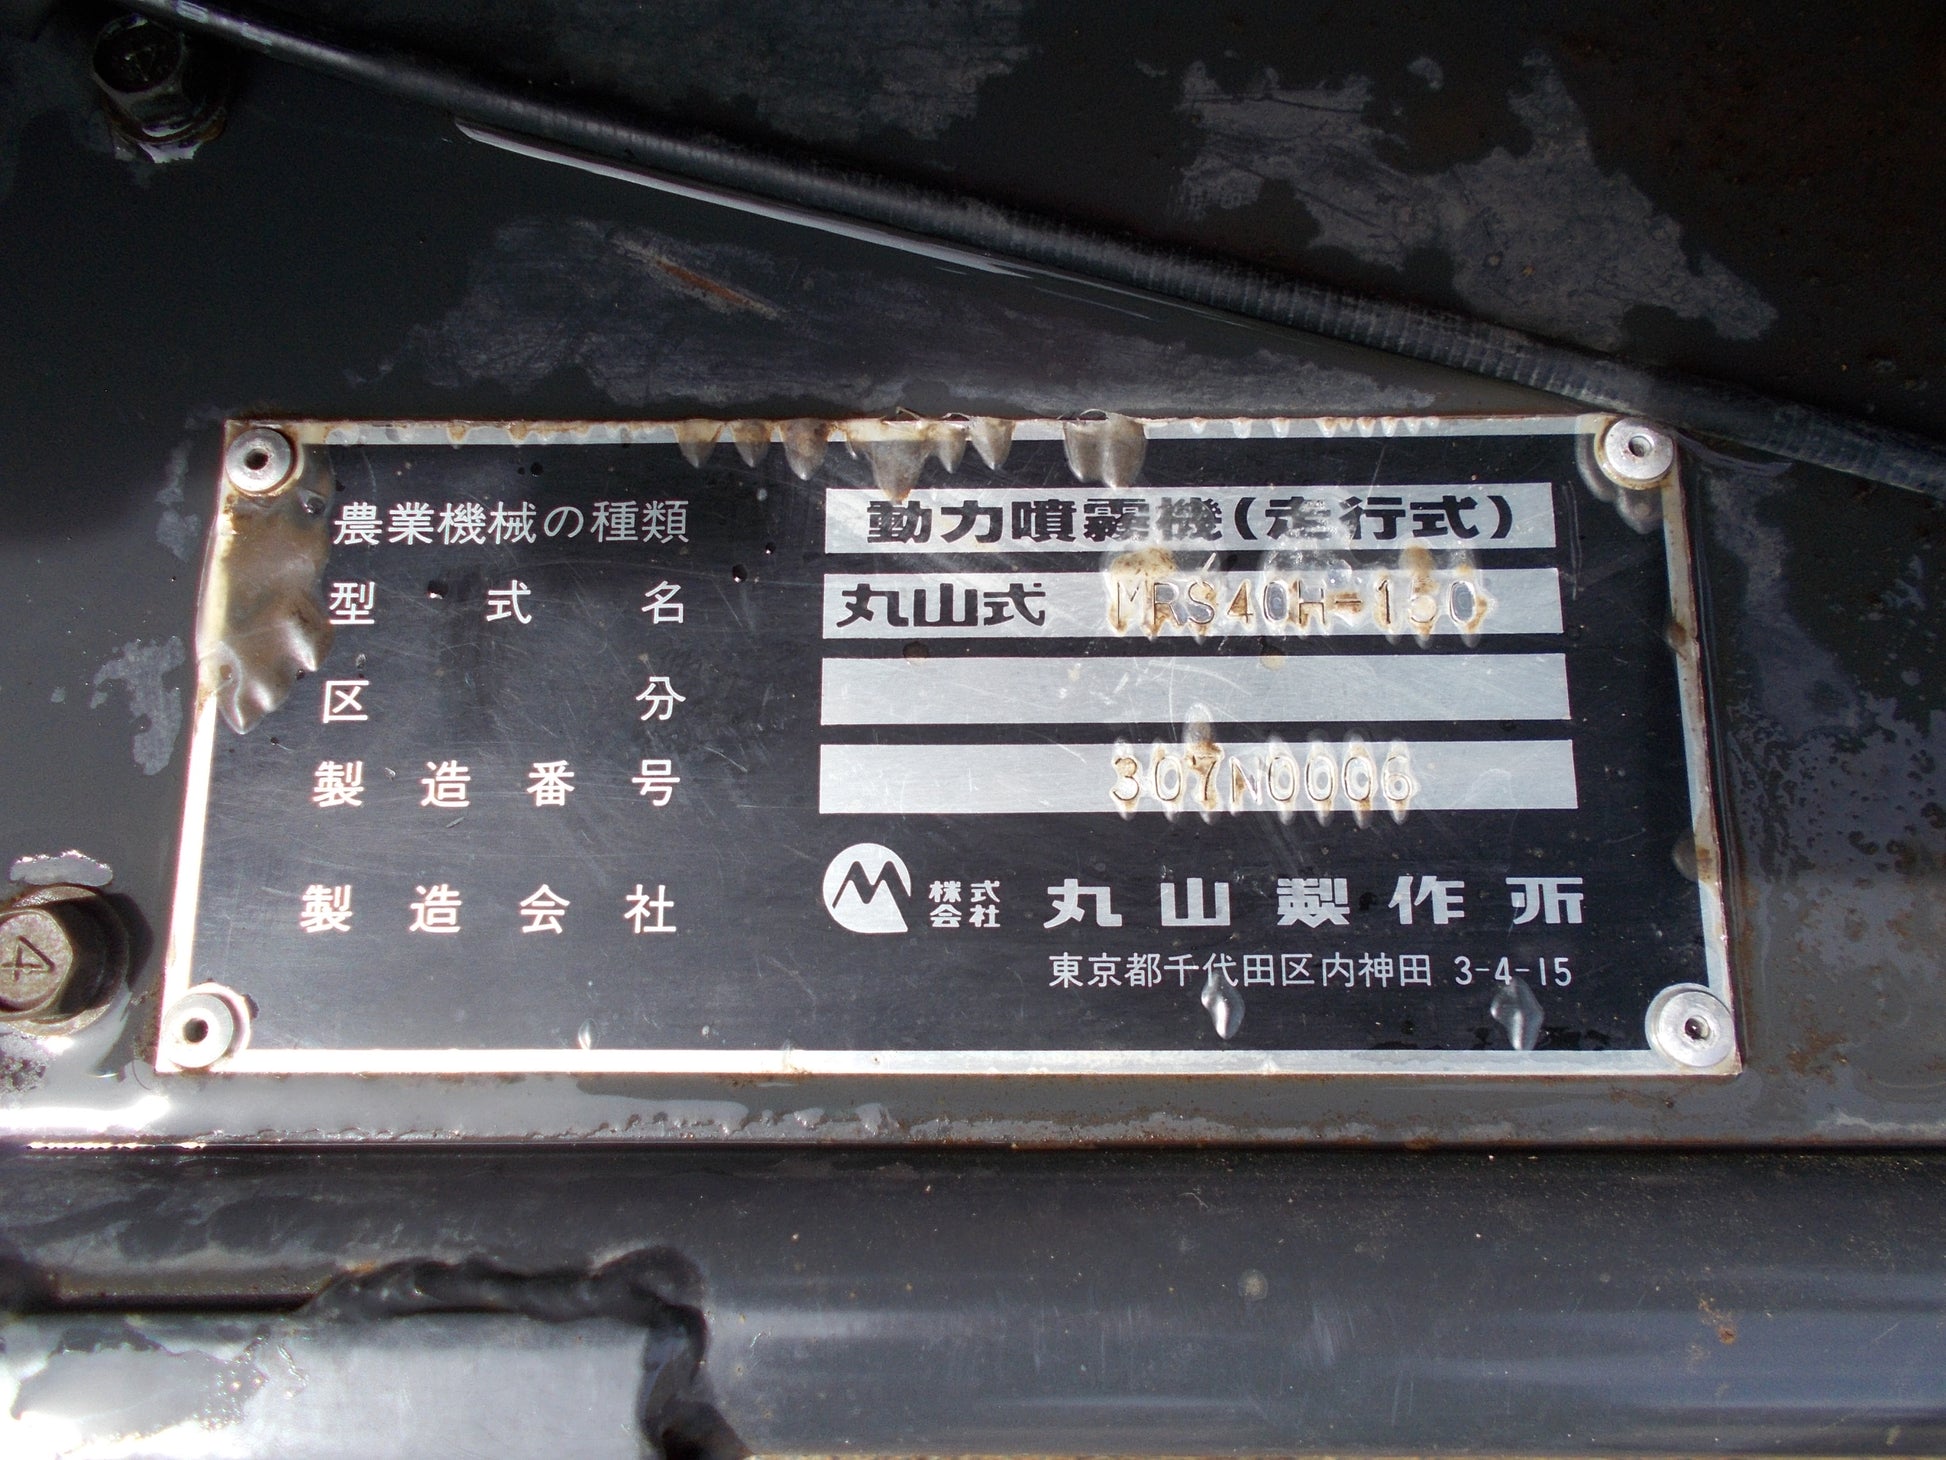 農業機械の種類 動力噴霧機(走行式)
型式名 丸山式 MRS40H-150
区分
製造番号 307N0006
製造会社 株式会社 丸山製作所
東京都千代田区内神田 3-4-15
4